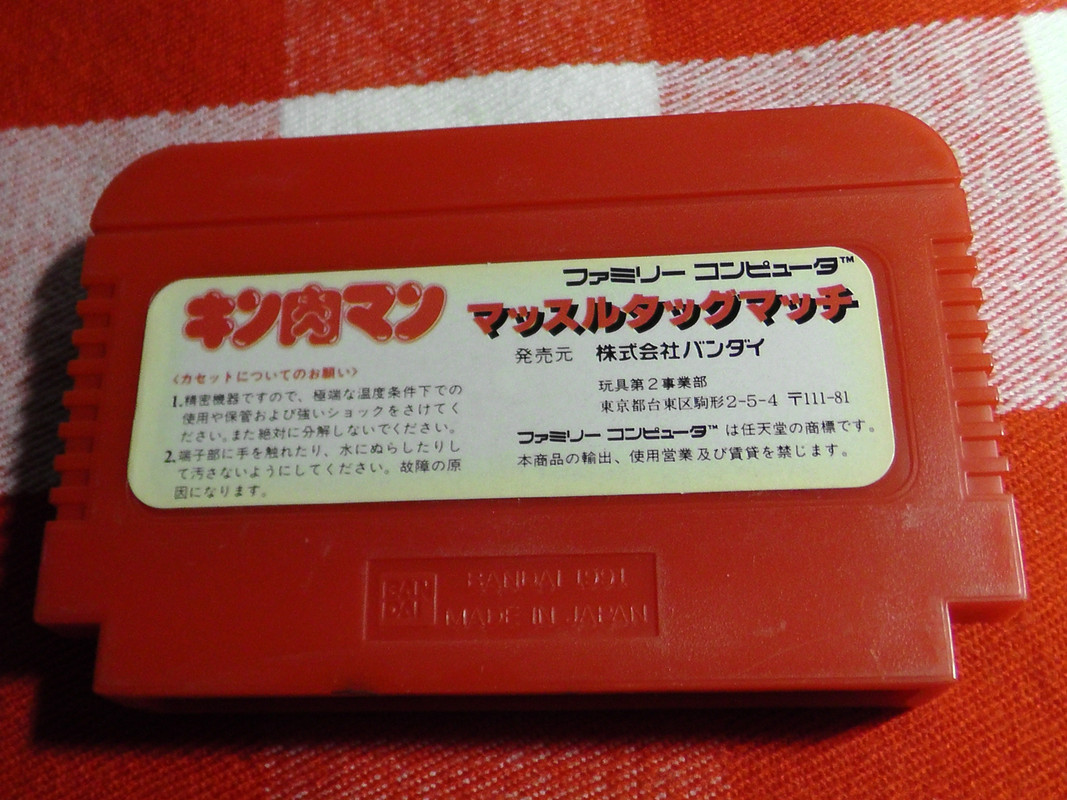 ファミリー コンピュータ™
キン肉マン マッスルタッグマッチ
発売元 株式会社バンダイ
〈カセットについてのお願い〉
1.精密機器ですので、極端な温度条件下での
使用や保管および強いショックをさけてく
ださい。また絶対に分解しないでください。
2.端子部に手を触れたり、水にぬらしたりし
て汚さないようにしてください。故障の原
因になります。
玩具第2事業部
東京都台東区駒形2-5-4 〒111-81
ファミリー コンピュータ™ は任天堂の商標です。
本商品の輸出、使用営業及び賃貸を禁じます。
BAN
DAI
BANDAI 1991
MADE IN JAPAN